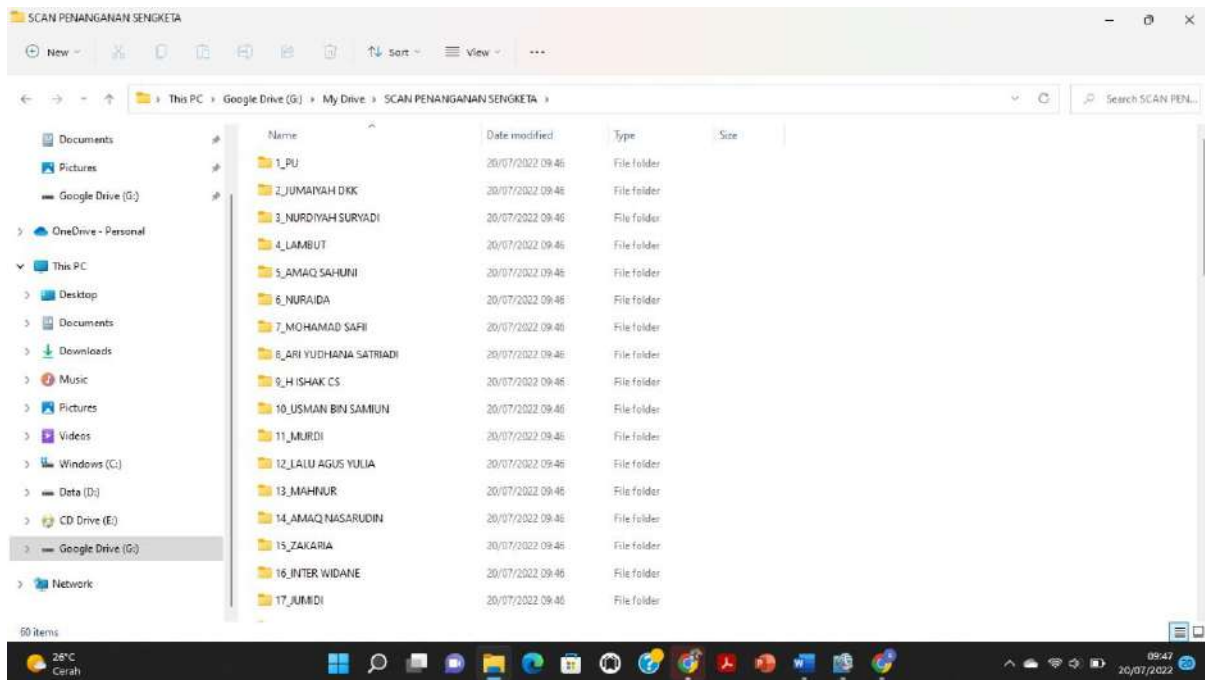 SCAN PENANGANAN SENGKETA
New
Sort
View
This PC > Google Drive (G:) > My Drive > SCAN PENANGANAN SENGKETA >
Search SCAN PEN...
Documents
Pictures
Google Drive (G:)
OneDrive - Personal
This PC
Desktop
Documents
Downloads
Music
Pictures
Videos
Windows (C:)
Data (D:)
CD Drive (E:)
Google Drive (G:)
Network
Name Date modified Type Size
1_PU 20/07/2022 09:46 File folder
2_JUMAIYAH DKK 20/07/2022 09:46 File folder
3_NURDIYAH SURYADI 20/07/2022 09:46 File folder
4_LAMBUT 20/07/2022 09:46 File folder
5_AMAQ SAHUNI 20/07/2022 09:46 File folder
6_NURAIDA 20/07/2022 09:46 File folder
7_MOHAMAD SAFII 20/07/2022 09:46 File folder
8_ARI YUDHANA SATRIADI 20/07/2022 09:46 File folder
9_H ISHAK CS 20/07/2022 09:46 File folder
10_USMAN BIN SAMIUN 20/07/2022 09:46 File folder
11_MURDI 20/07/2022 09:46 File folder
12_LALU AGUS YULIA 20/07/2022 09:46 File folder
13_MAHNUR 20/07/2022 09:46 File folder
14_AMAQ NASARUDIN 20/07/2022 09:46 File folder
15_ZAKARIA 20/07/2022 09:46 File folder
16_INTER WIDANE 20/07/2022 09:46 File folder
17_JUMIDI 20/07/2022 09:46 File folder
60 items
26°C
Cerah
09:47
20/07/2022
20